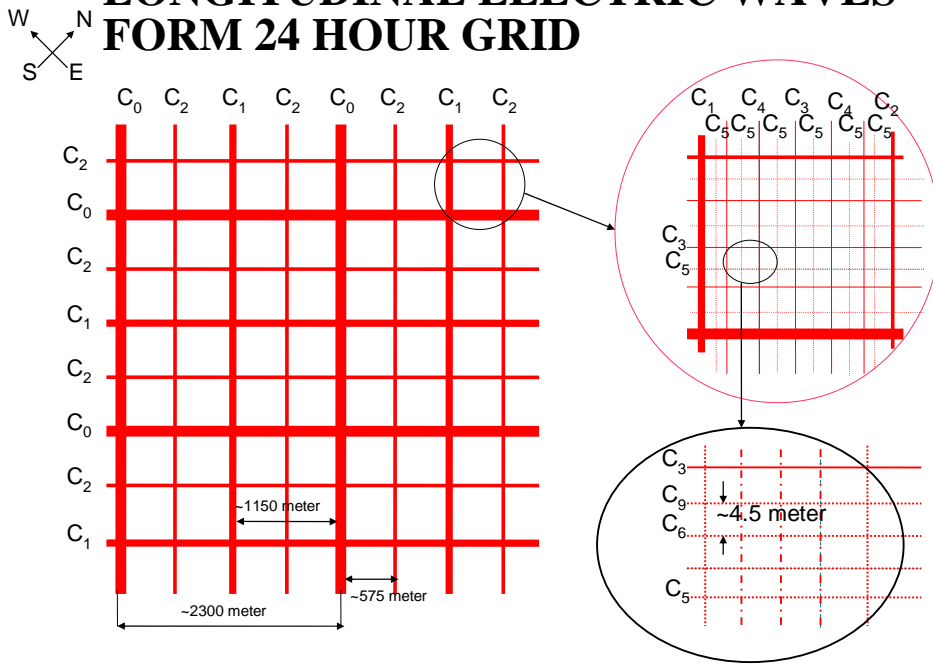 LONGITUDINAL ELECTRIC WAVES
FORM 24 HOUR GRID
W N
S E
C0 C2 C1 C2 C0 C2 C1 C2
C2
C0
C2
C1
C2
C0
C2
C1
~1150 meter
~575 meter
~2300 meter
C1 C4 C3 C4 C2
C5 C5 C5 C5 C5 C5
C3
C5
C3
C9
~4.5 meter
C6
C5